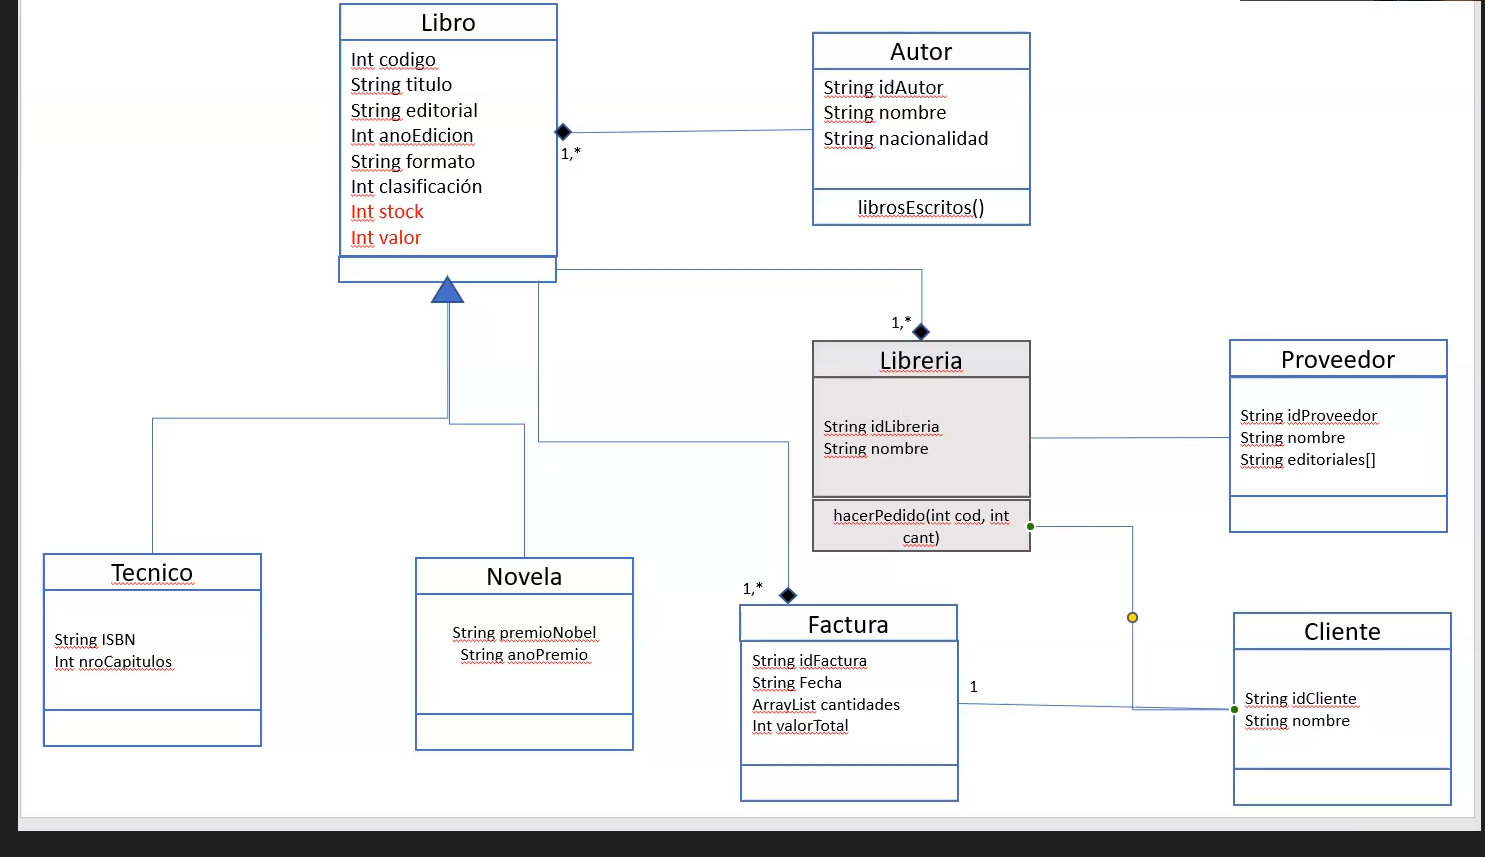 Libro
Int codigo
String titulo
String editorial
Int anoEdicion
String formato
Int clasificación
Int stock
Int valor
1,*
Autor
String idAutor
String nombre
String nacionalidad
librosEscritos()
1,*
Libreria
String idLibreria
String nombre
hacerPedido(int cod, int
cant)
Proveedor
String idProveedor
String nombre
String editoriales[]
Tecnico
String ISBN
Int nroCapitulos
Novela
String premioNobel
String anoPremio
1,*
Factura
String idFactura
String Fecha
ArrayList cantidades
Int valorTotal
1
Cliente
String idCliente
String nombre